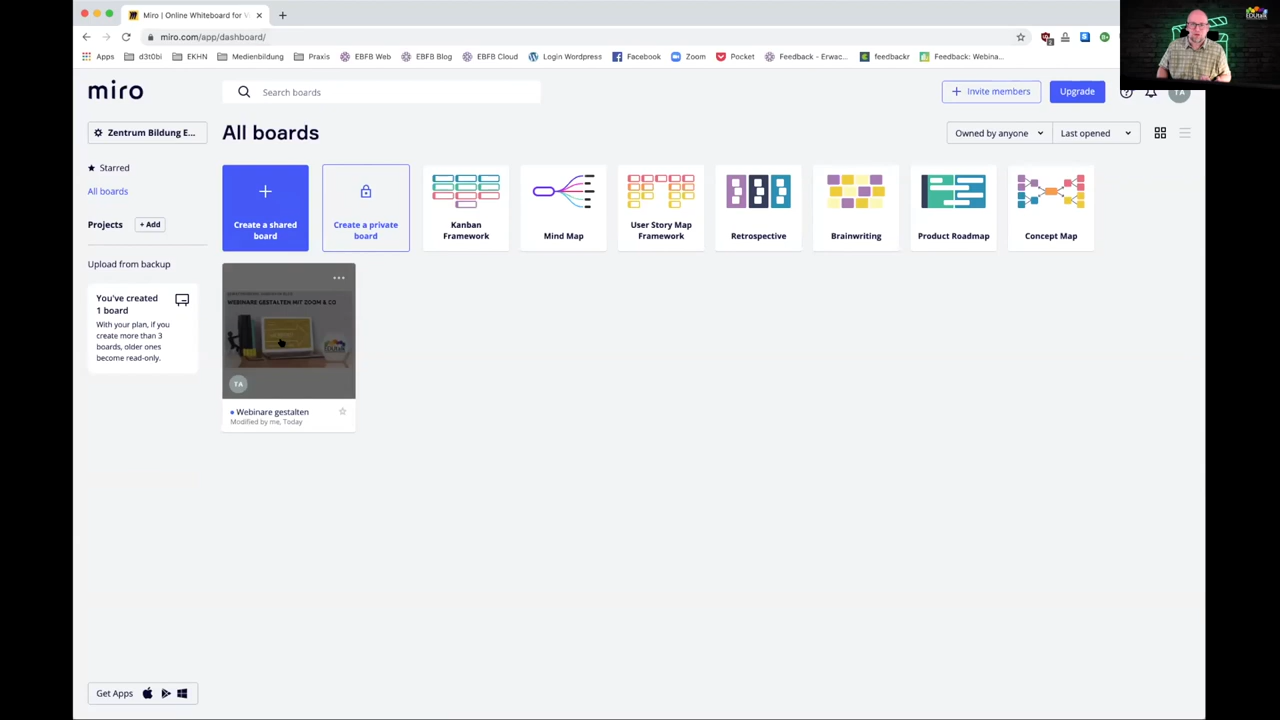 Miro | Online Whiteboard for V
miro.com/app/dashboard/
Apps d3t0bi EKHN Medienbildung Praxis EBFB Web EBFB Blog EBFB Cloud Login Wordpress Facebook Zoom Pocket Feedback - Erwac... feedbackr Feedback: Webina...
miro
Search boards
Invite members
Upgrade
TA
Zentrum Bildung E...
All boards
Owned by anyone
Last opened
Starred
All boards
Projects
+ Add
Upload from backup
You've created
1 board
With your plan, if you
create more than 3
boards, older ones
become read-only.
Create a shared
board
Create a private
board
Kanban
Framework
Mind Map
User Story Map
Framework
Retrospective
Brainwriting
Product Roadmap
Concept Map
WEBINARE GESTALTEN MIT ZOOM & CO
TA
Webinare gestalten
Modified by me, Today
Get Apps